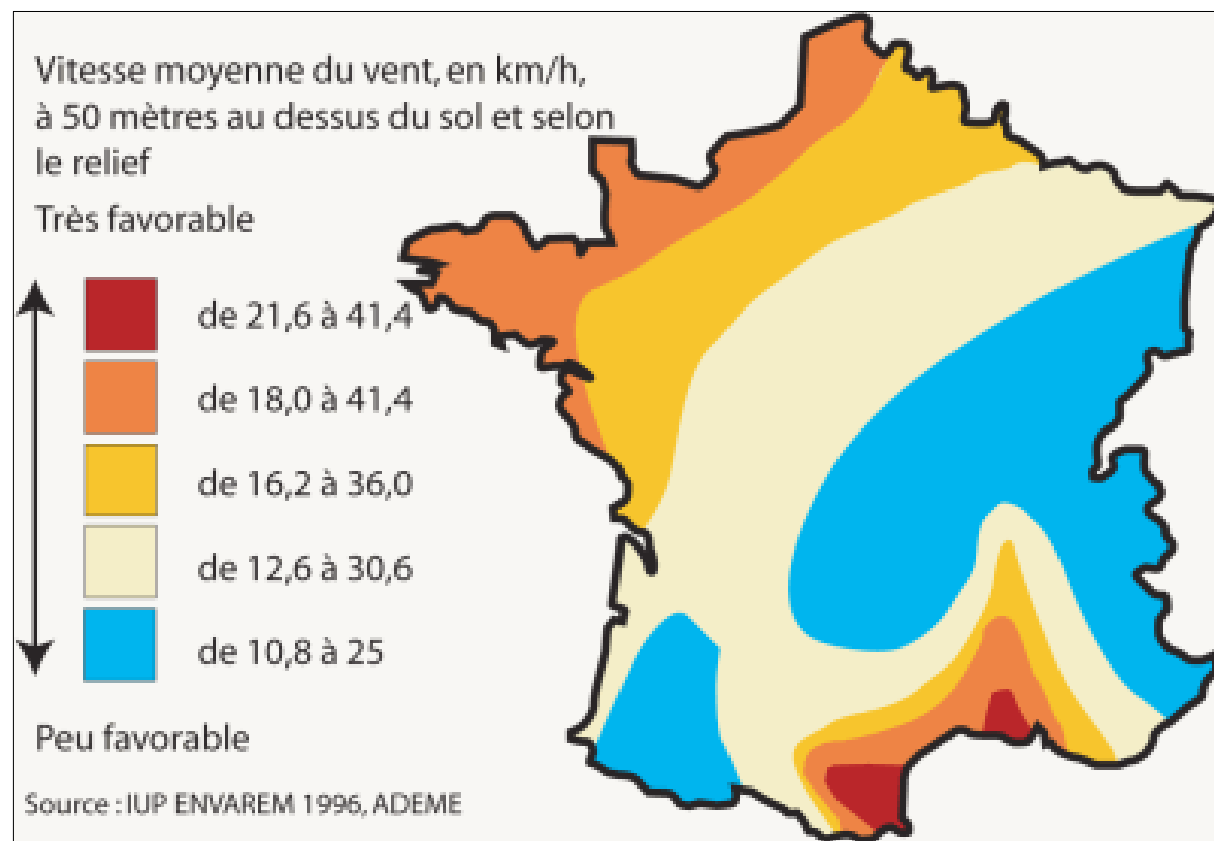 Vitesse moyenne du vent, en km/h,
à 50 mètres au dessus du sol et selon
le relief
Très favorable
de 21,6 à 41,4
de 18,0 à 41,4
de 16,2 à 36,0
de 12,6 à 30,6
de 10,8 à 25
Peu favorable
Source : IUP ENVAREM 1996, ADEME